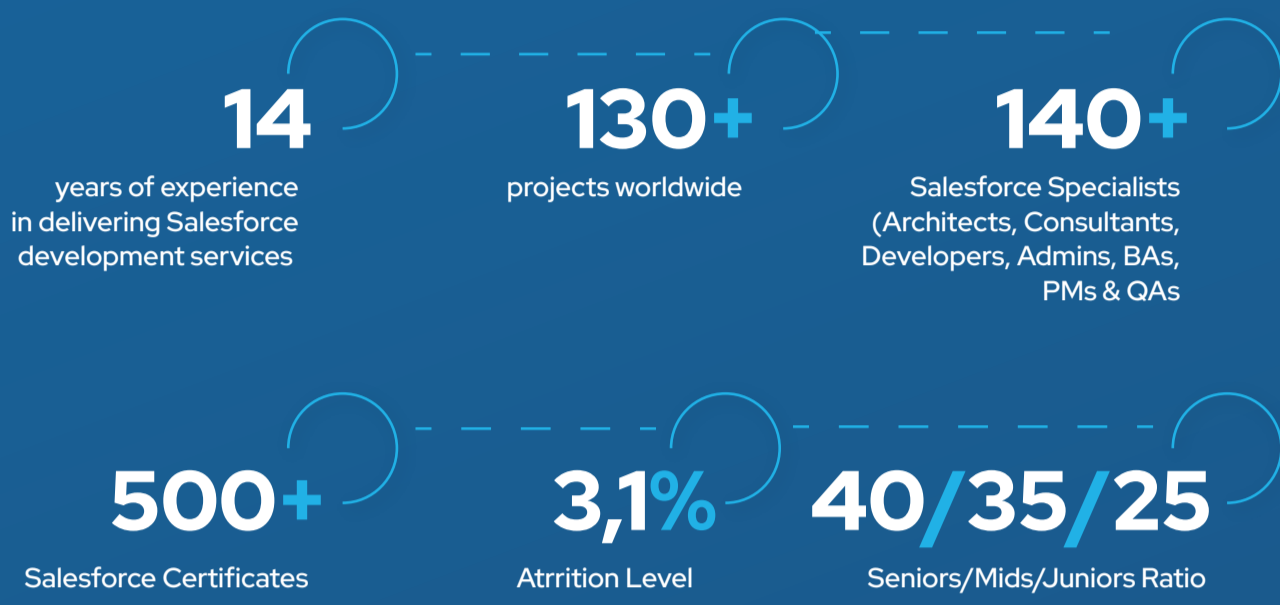 14
years of experience
in delivering Salesforce
development services
130+
projects worldwide
140+
Salesforce Specialists
(Architects, Consultants,
Developers, Admins, BAs,
PMs & QAs
500+
Salesforce Certificates
3,1%
Atrrition Level
40/35/25
Seniors/Mids/Juniors Ratio